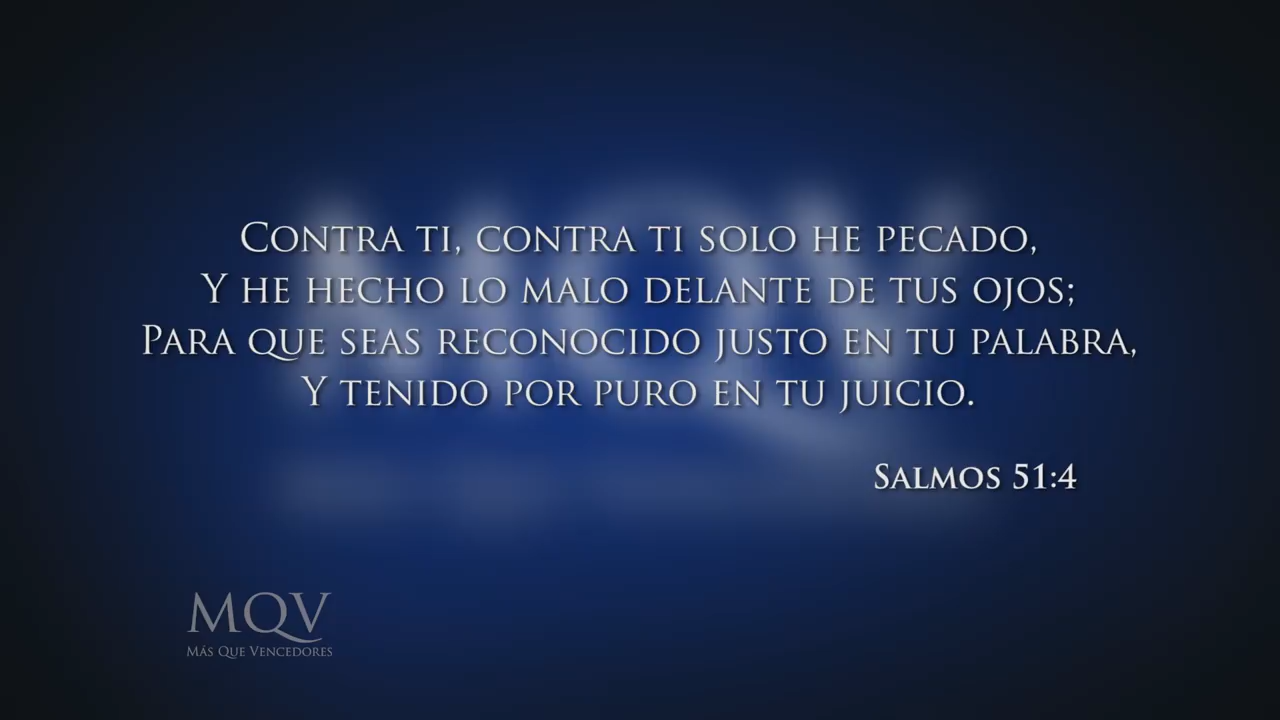 Contra ti, contra ti solo he pecado,
Y he hecho lo malo delante de tus ojos;
Para que seas reconocido justo en tu palabra,
Y tenido por puro en tu juicio.
Salmos 51:4
MQV
Más Que Vencedores